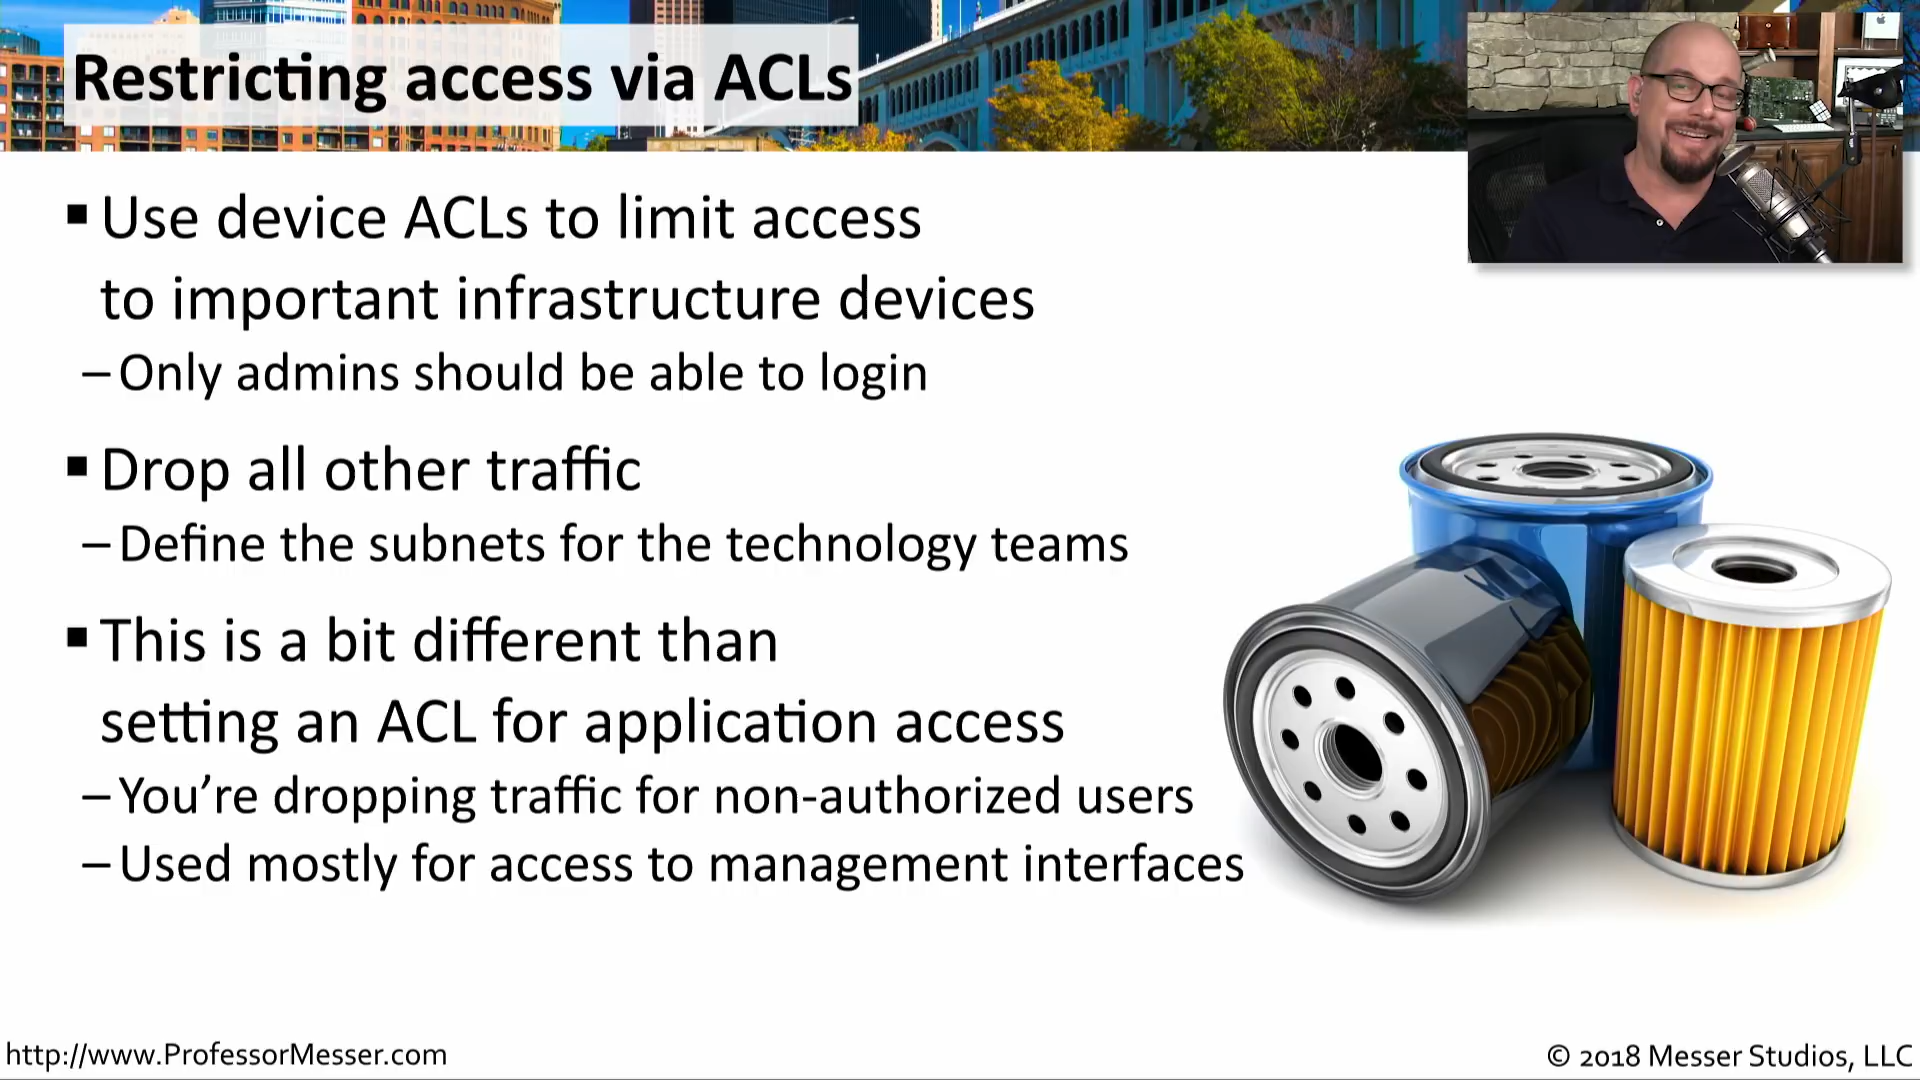 Restricting access via ACLs
▪ Use device ACLs to limit access
to important infrastructure devices
– Only admins should be able to login
▪ Drop all other traffic
– Define the subnets for the technology teams
▪ This is a bit different than
setting an ACL for application access
– You’re dropping traffic for non-authorized users
– Used mostly for access to management interfaces
http://www.ProfessorMesser.com
© 2018 Messer Studios, LLC